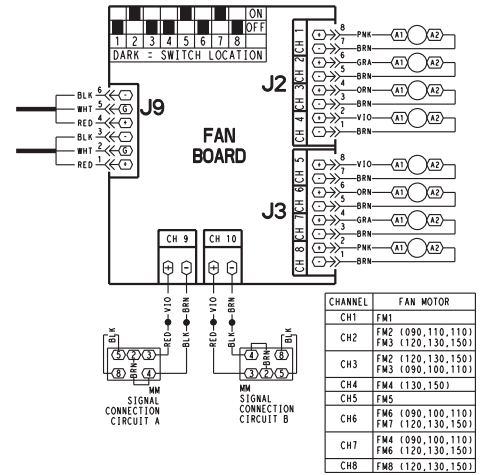 ON
OFF
1 2 3 4 5 6 7 8
DARK = SWITCH LOCATION
J9
BLK 6 -
WHT 5 G
RED 4 +
BLK 3 -
WHT 2 G
RED 1 +
FAN
BOARD
J2
CH 1
+ 8 PNK A1 A2
- 7 BRN
CH 2
+ 6 GRA A1 A2
- 5 BRN
CH 3
+ 4 ORN A1 A2
- 3 BRN
CH 4
+ 2 VIO A1 A2
- 1 BRN
J3
CH 5
+ 8 VIO A1 A2
- 7 BRN
CH 6
+ 6 ORN A1 A2
- 5 BRN
CH 7
+ 4 GRA A1 A2
- 3 BRN
CH 8
+ 2 PNK A1 A2
- 1 BRN
CH 9 CH 10
+ - + -
VIO BRN VIO BRN
RED BLK RED BLK
BLK
5 2 3
BRN
8 1 4
MM
SIGNAL
CONNECTION
CIRCUIT A
BLK
4 1 8
BRN
3 2 5
MM
SIGNAL
CONNECTION
CIRCUIT B
CHANNEL FAN MOTOR
CH1 FM1
CH2 FM2 (090,110,110)
FM3 (120,130,150)
CH3 FM2 (120,130,150)
FM3 (090,100,110)
CH4 FM4 (130,150)
CH5 FM5
CH6 FM6 (090,100,110)
FM7 (120,130,150)
CH7 FM4 (090,100,110)
FM6 (120,130,150)
CH8 FM8 (120,130,150)